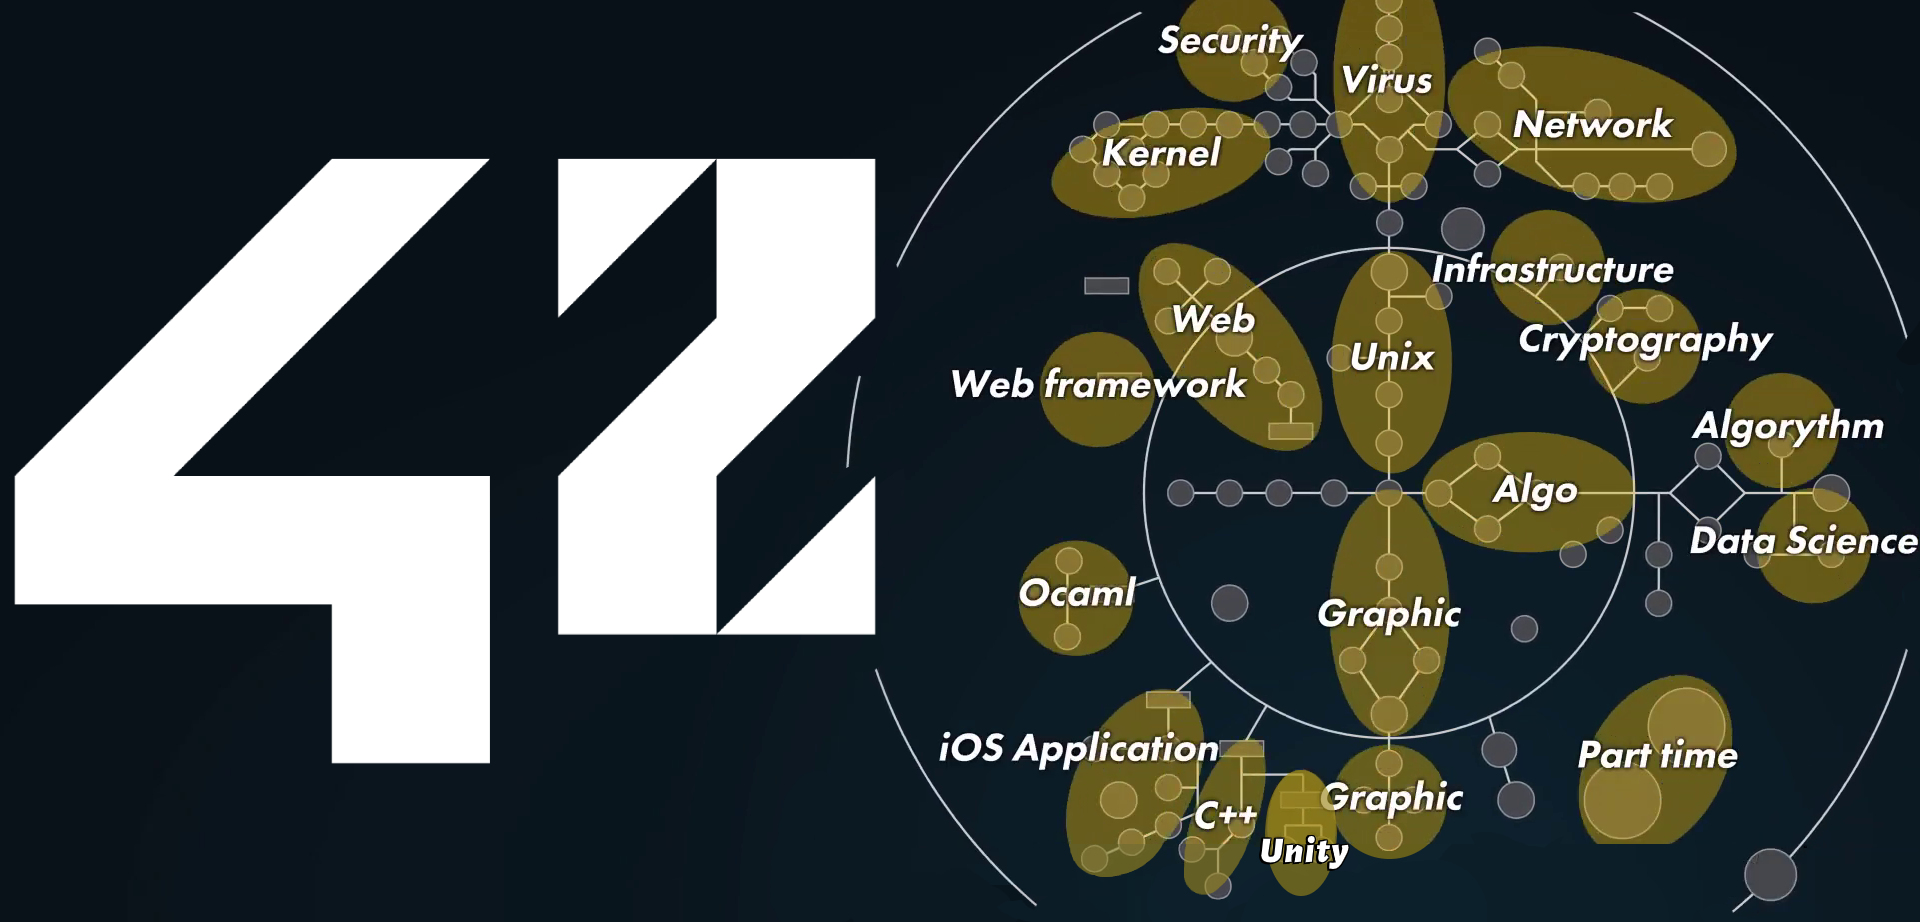 42
Security
Virus
Network
Kernel
Infrastructure
Web
Cryptography
Unix
Web framework
Algorythm
Algo
Data Science
Ocaml
Graphic
iOS Application
Part time
Graphic
C++
Unity